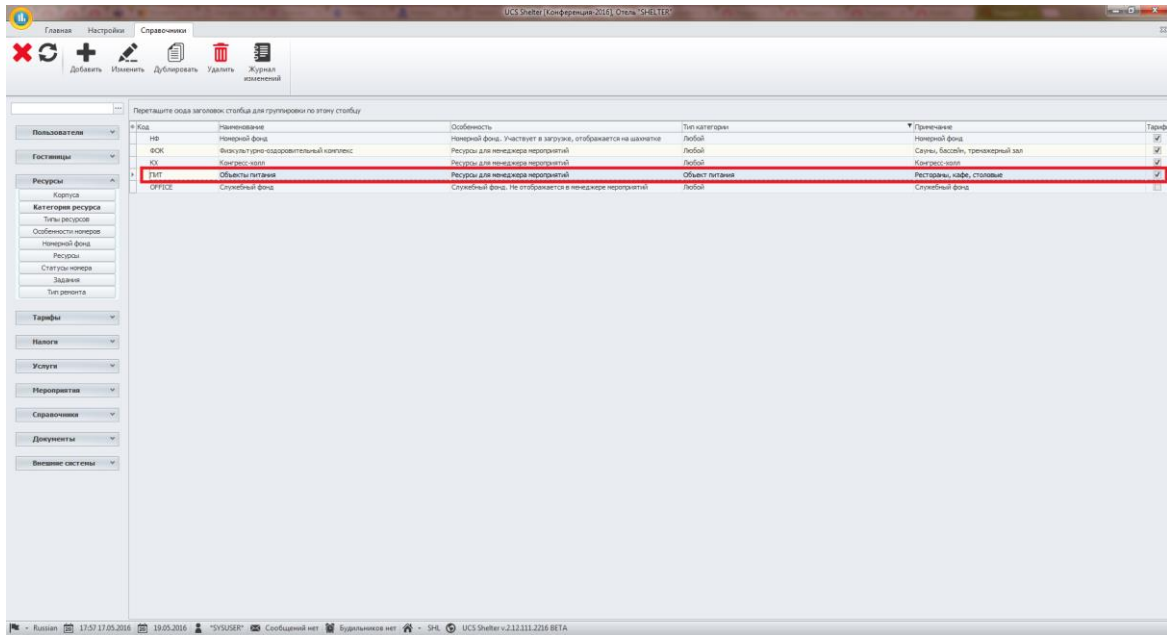 UCS Shelter [Конференция-2016], Отель "SHELTER"
Главная Настройки Справочники
Добавить Изменить Дублировать Удалить Журнал изменений
Перетащите сюда заголовок столбца для группировки по этому столбцу
Код Наименование Особенность Тип категории Примечание Тариф
НФ Номерной фонд Номерной фонд. Участвует в загрузке, отображается на шахматке Любой Номерной фонд
ФОК Физкультурно-оздоровительный комплекс Ресурсы для менеджера мероприятий Любой Сауны, бассейн, тренажерный зал
КХ Конгресс-холл Ресурсы для менеджера мероприятий Любой Конгресс-холл
ПИТ Объекты питания Ресурсы для менеджера мероприятий Объект питания Рестораны, кафе, столовые
OFFICE Служебный фонд Служебный фонд. Не отображается в менеджере мероприятий Любой Служебный фонд
Пользователи
Гостиницы
Ресурсы
Корпуса
Категория ресурса
Типы ресурсов
Особенности номеров
Номерной фонд
Ресурсы
Статусы номера
Задания
Тип ремонта
Тарифы
Налоги
Услуги
Мероприятия
Справочники
Документы
Внешние системы
Russian 17:57 17.05.2016 19.05.2016 *SYSUSER* Сообщений нет Будильников нет SHL UCS Shelter v.2.12.111.2216 BETA